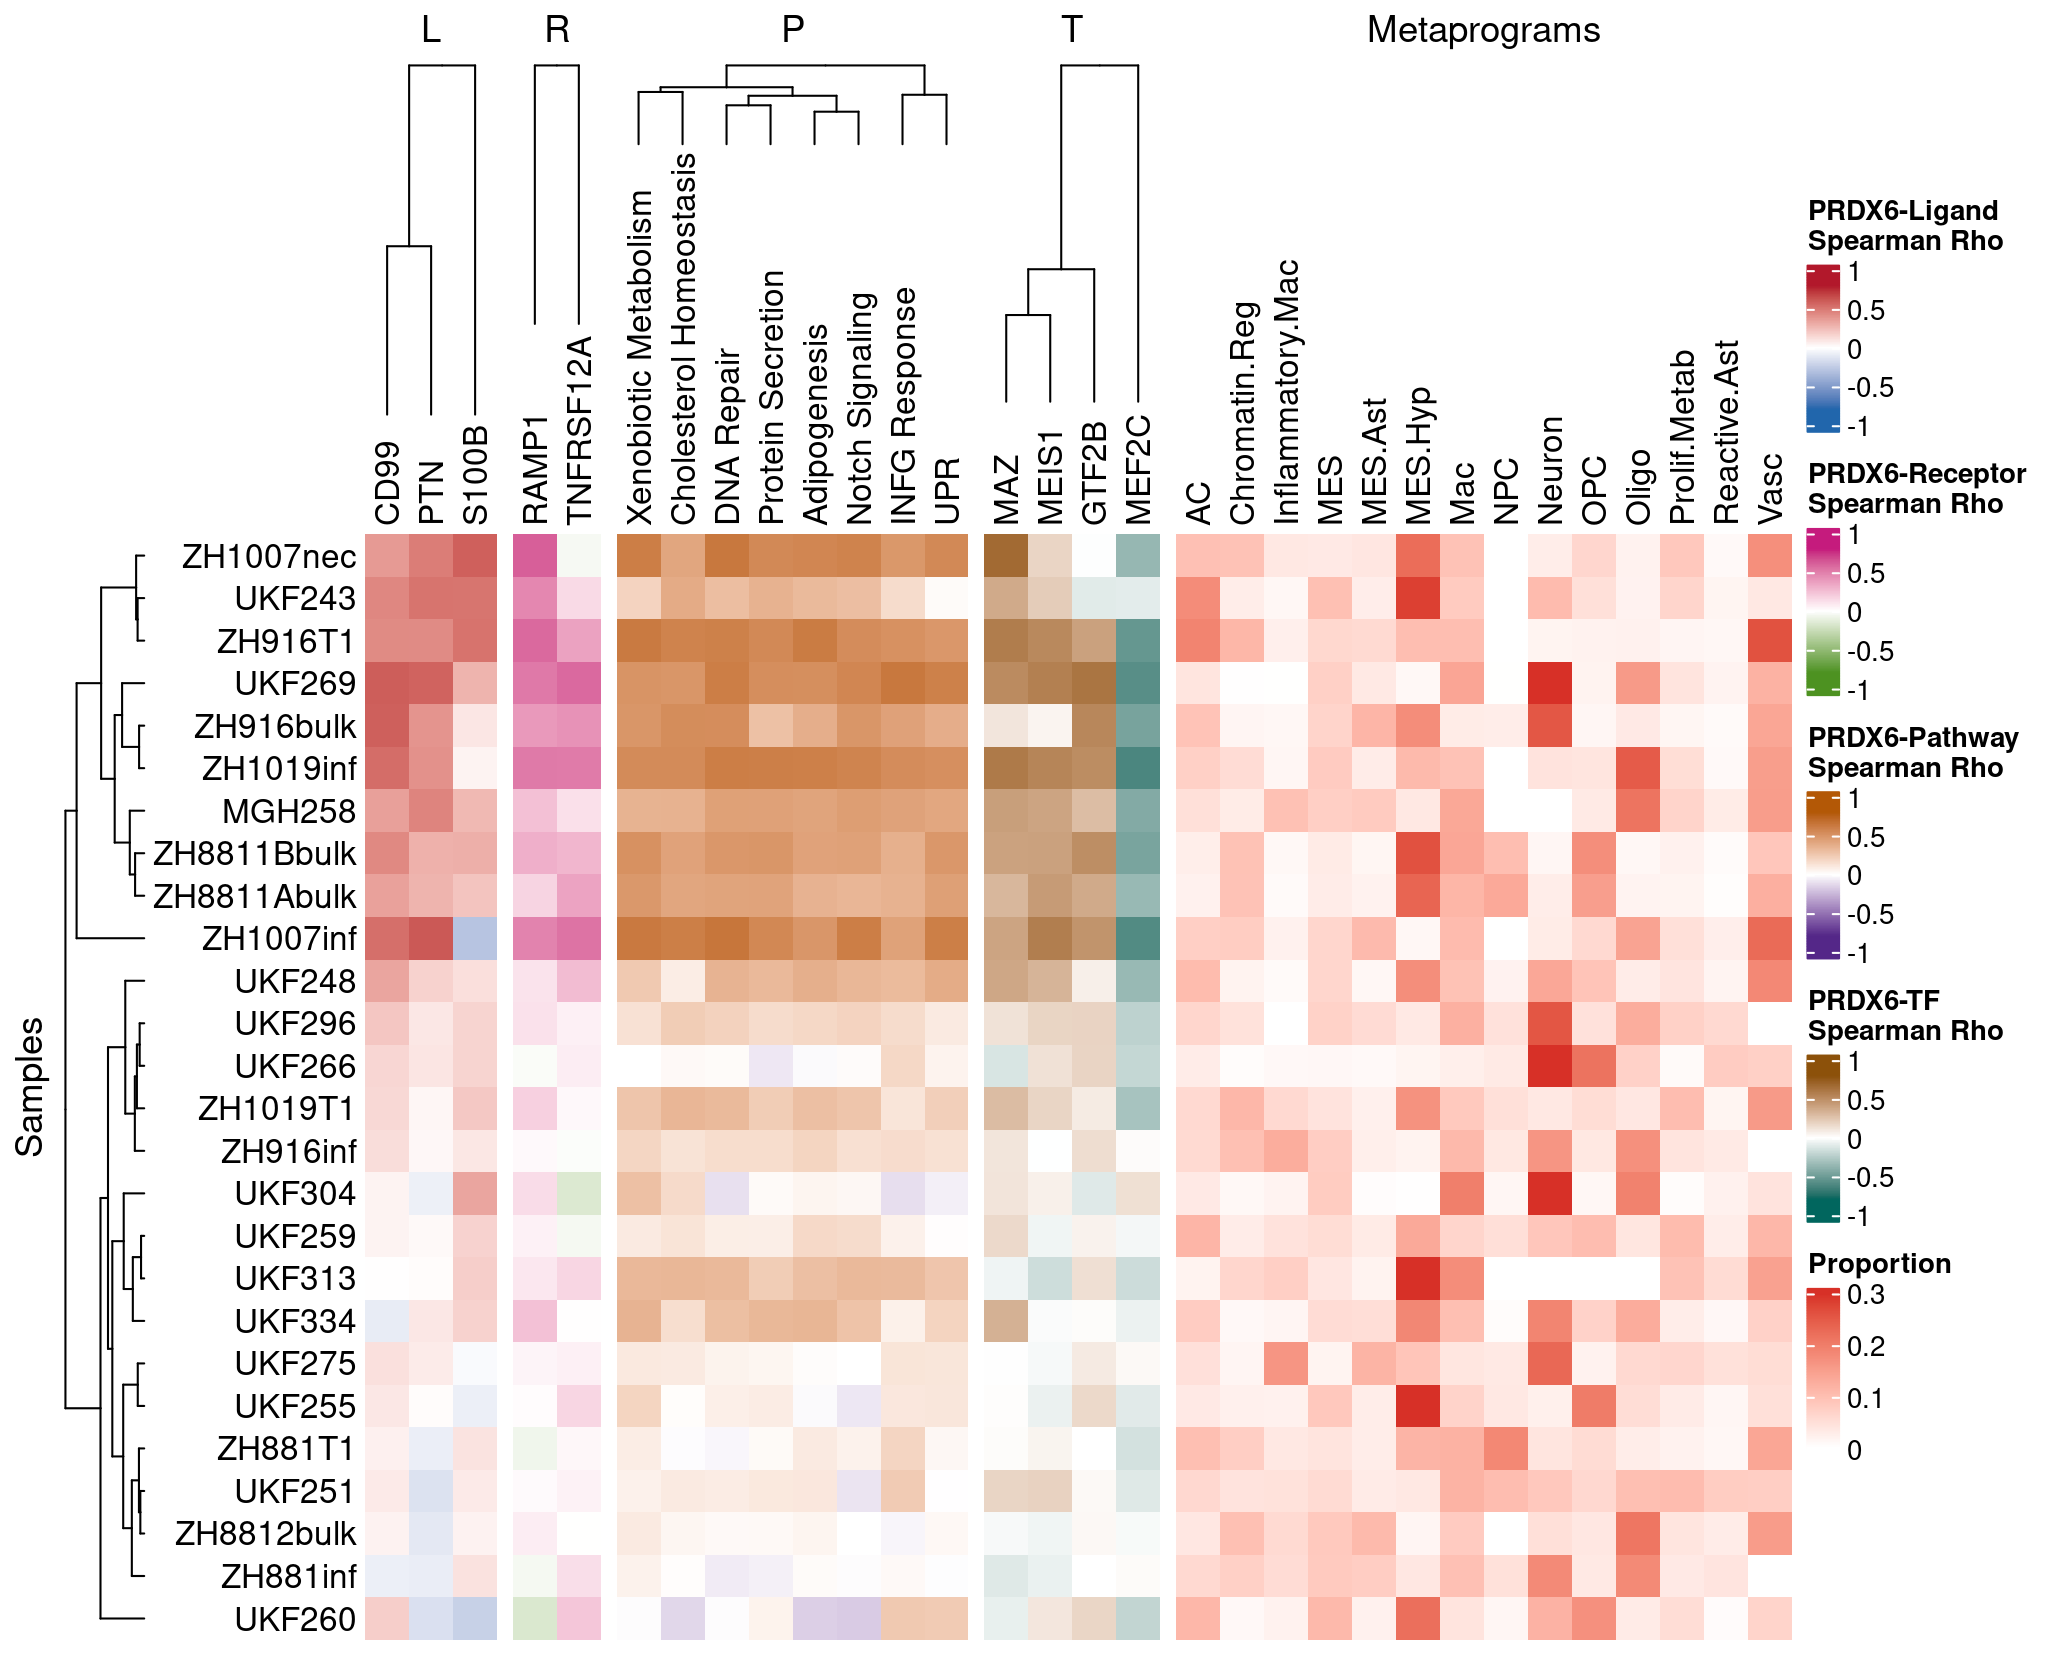 L R P T Metaprograms
Xenobiotic Metabolism
Cholesterol Homeostasis
DNA Repair
Protein Secretion
Adipogenesis
Notch Signaling
INFG Response
UPR
CD99
PTN
S100B
RAMP1
TNFRSF12A
MAZ
MEIS1
GTF2B
MEF2C
AC
Chromatin.Reg
Inflammatory.Mac
MES
MES.Ast
MES.Hyp
Mac
NPC
Neuron
OPC
Oligo
Prolif.Metab
Reactive.Ast
Vasc
Samples
ZH1007nec
UKF243
ZH916T1
UKF269
ZH916bulk
ZH1019inf
MGH258
ZH8811Bbulk
ZH8811Abulk
ZH1007inf
UKF248
UKF296
UKF266
ZH1019T1
ZH916inf
UKF304
UKF259
UKF313
UKF334
UKF275
UKF255
ZH881T1
UKF251
ZH8812bulk
ZH881inf
UKF260
PRDX6-Ligand
Spearman Rho
1
0.5
0
-0.5
-1
PRDX6-Receptor
Spearman Rho
1
0.5
0
-0.5
-1
PRDX6-Pathway
Spearman Rho
1
0.5
0
-0.5
-1
PRDX6-TF
Spearman Rho
1
0.5
0
-0.5
-1
Proportion
0.3
0.2
0.1
0